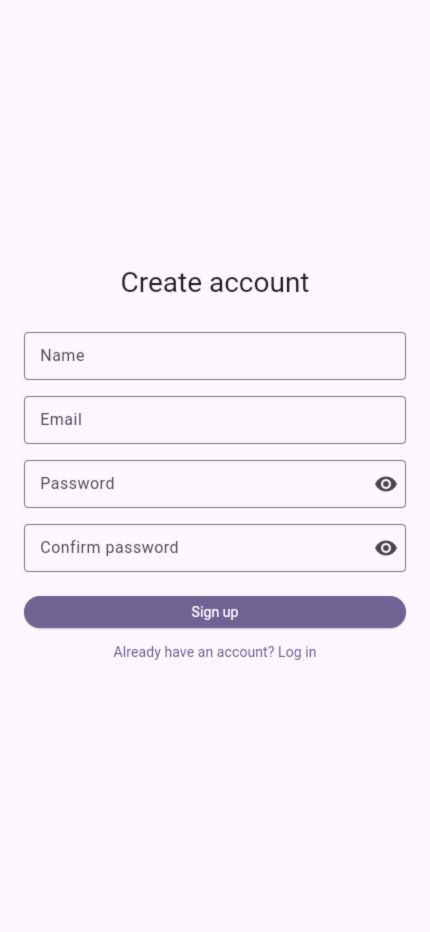 Create account
Name
Email
Password
Confirm password
Sign up
Already have an account? Log in